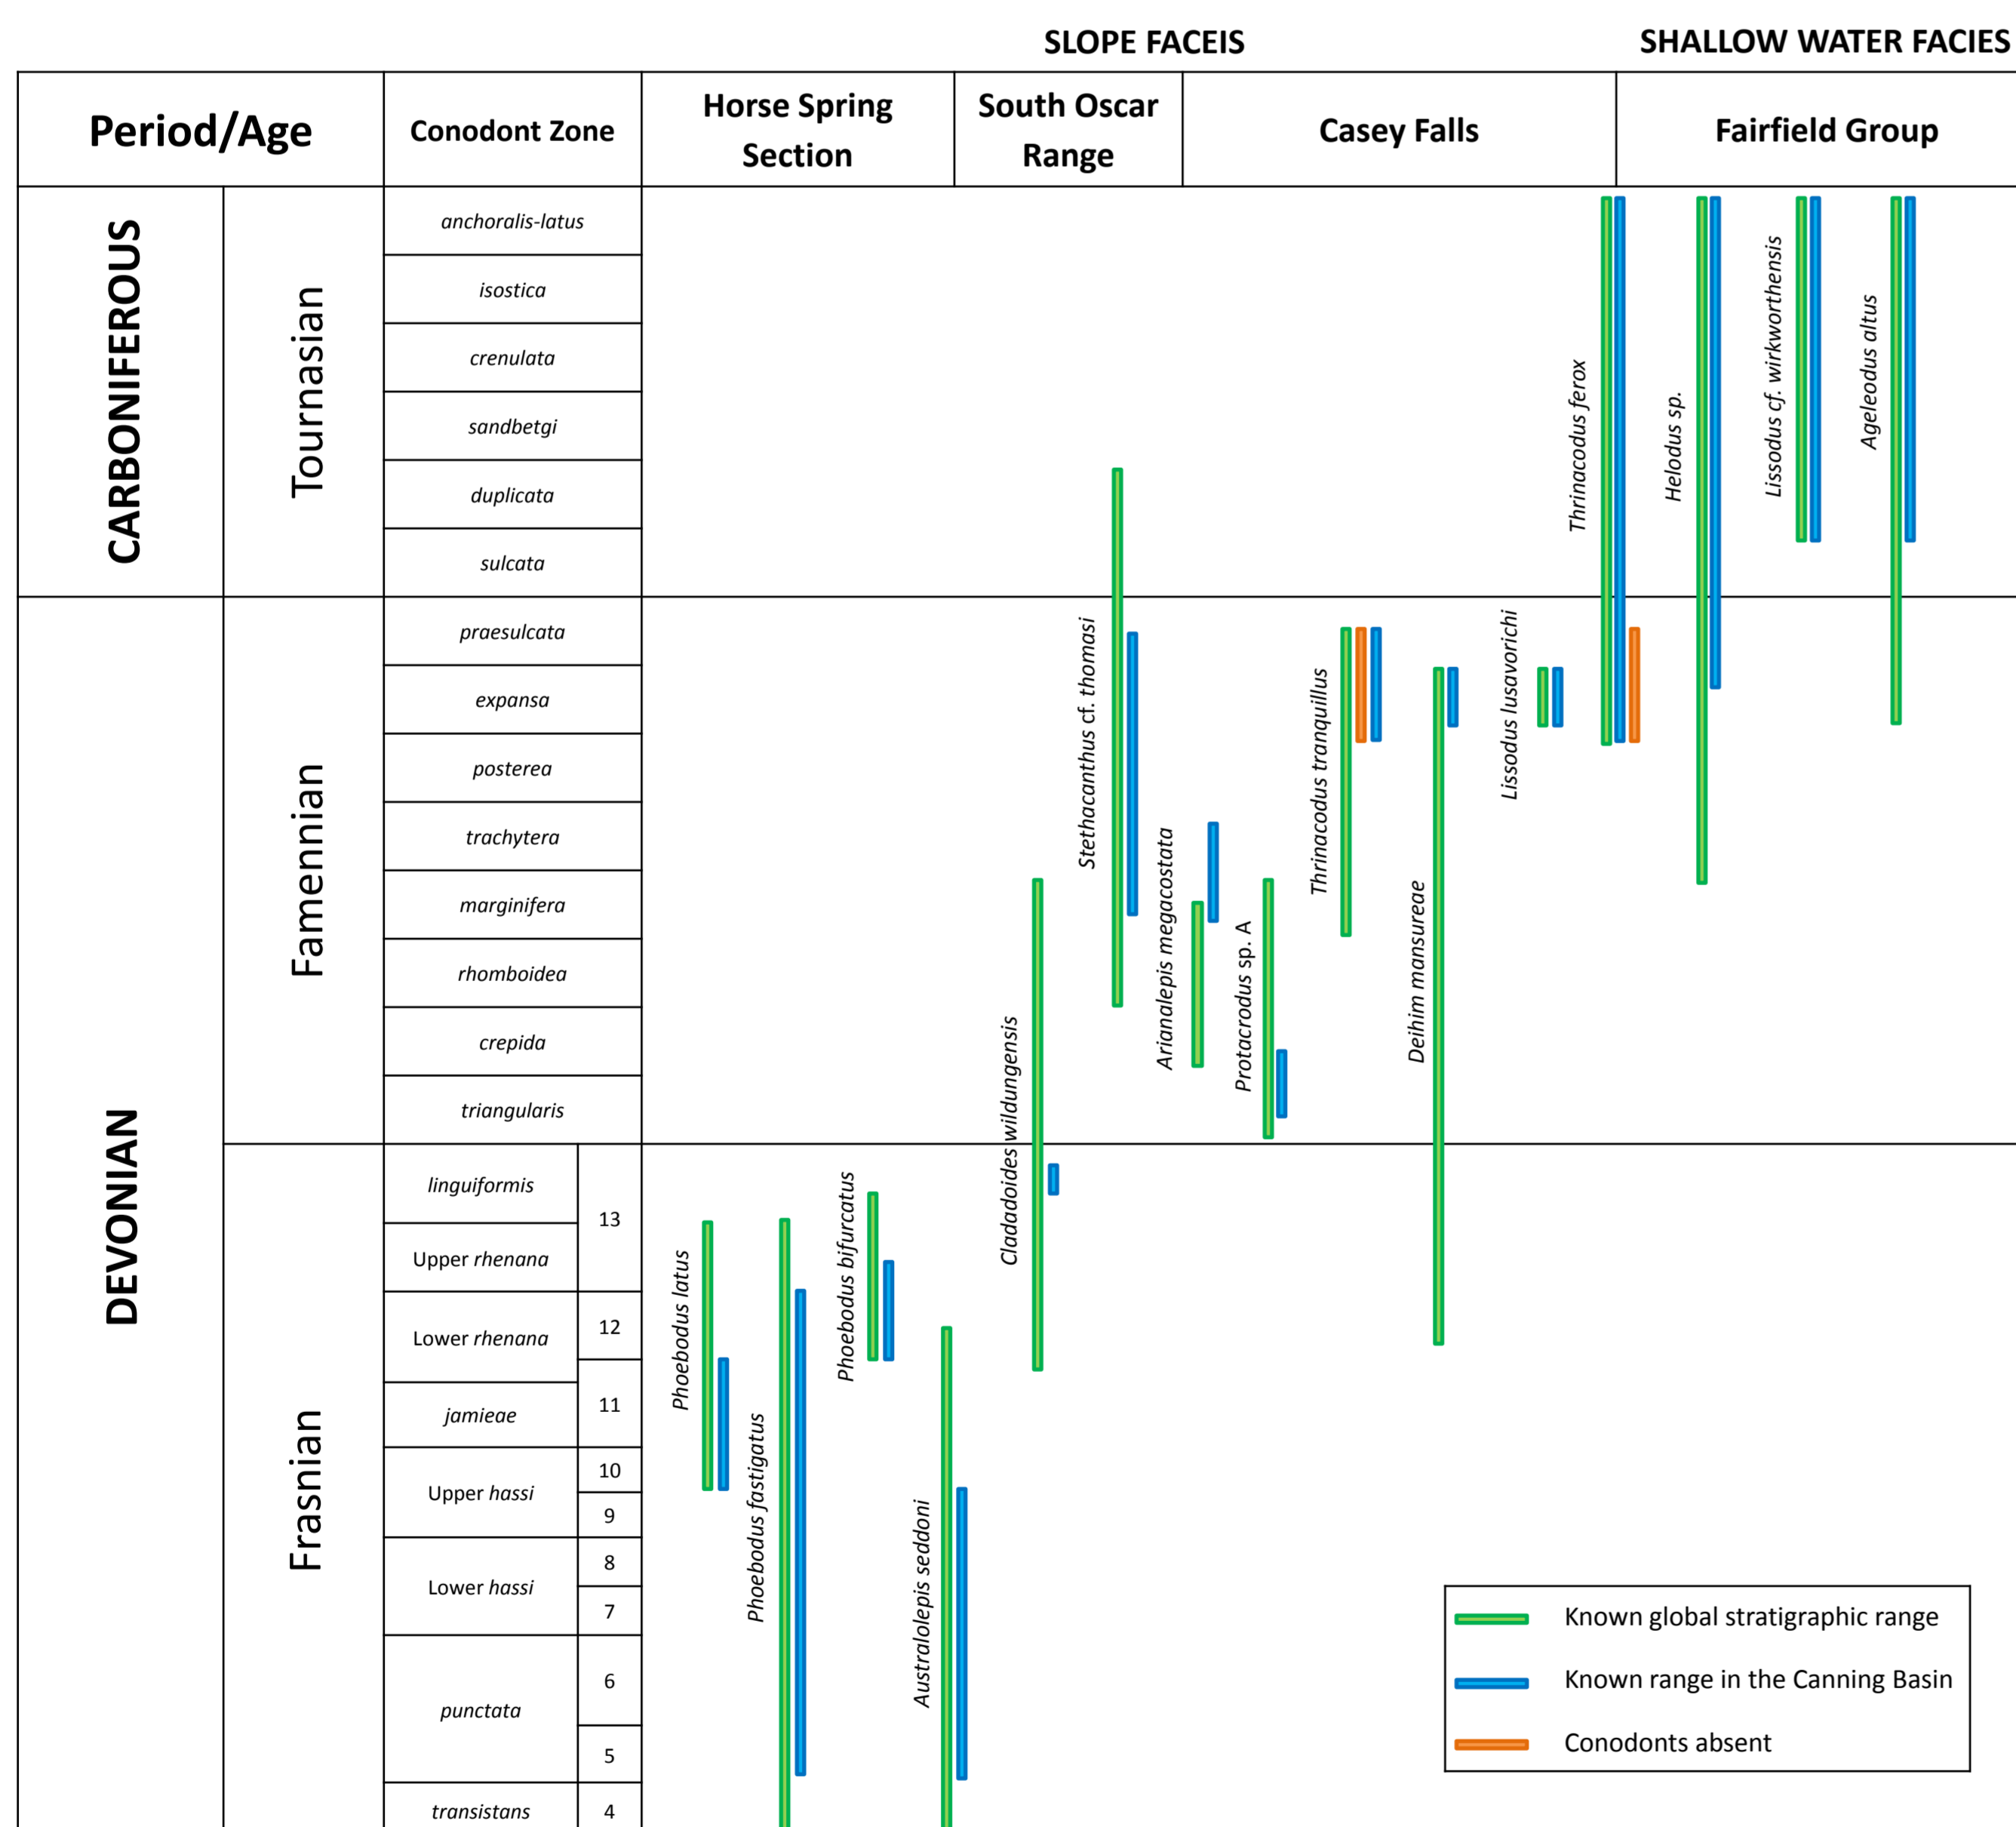 SLOPE FACEIS
SHALLOW WATER FACIES
Period/Age
Conodont Zone
Horse Spring
Section
South Oscar
Range
Casey Falls
Fairfield Group
CARBONIFEROUS
Tournasian
anchoralis-latus
isostica
crenulata
sandbetgi
duplicata
sulcata
DEVONIAN
Famennian
praesulcata
expansa
posterea
trachytera
marginifera
rhomboidea
crepida
triangularis
Frasnian
linguiformis
Upper rhenana
Lower rhenana
jamieae
Upper hassi
Lower hassi
punctata
transistans
13
12
11
10
9
8
7
6
5
4
Phoebodus latus
Phoebodus fastigatus
Phoebodus bifurcatus
Australolepis seddoni
Cladadoides wildungensis
Stethacanthus cf. thomasi
Arianalepis megacostata
Protacrodus sp. A
Thrinacodus tranquillus
Deihim mansureae
Lissodus lusavorichi
Thrinacodus ferox
Helodus sp.
Lissodus cf. wirkworthensis
Ageleodus altus
Known global stratigraphic range
Known range in the Canning Basin
Conodonts absent